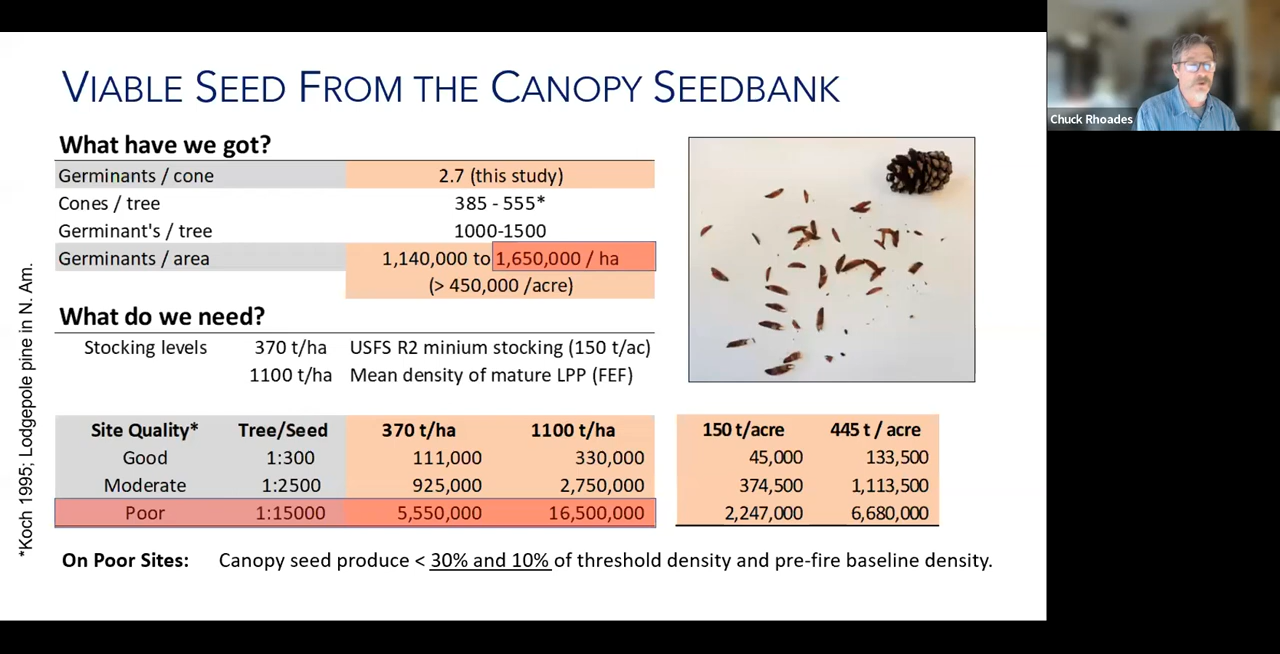 VIABLE SEED FROM THE CANOPY SEEDBANK
Chuck Rhoades
What have we got?
Germinants / cone 2.7 (this study)
Cones / tree 385 - 555*
Germinant's / tree 1000-1500
Germinants / area 1,140,000 to 1,650,000 / ha
(> 450,000 /acre)
What do we need?
Stocking levels 370 t/ha USFS R2 minium stocking (150 t/ac)
1100 t/ha Mean density of mature LPP (FEF)
Site Quality* Tree/Seed 370 t/ha 1100 t/ha 150 t/acre 445 t / acre
Good 1:300 111,000 330,000 45,000 133,500
Moderate 1:2500 925,000 2,750,000 374,500 1,113,500
Poor 1:15000 5,550,000 16,500,000 2,247,000 6,680,000
On Poor Sites: Canopy seed produce < 30% and 10% of threshold density and pre-fire baseline density.
*Koch 1995; Lodgepole pine in N. Am.